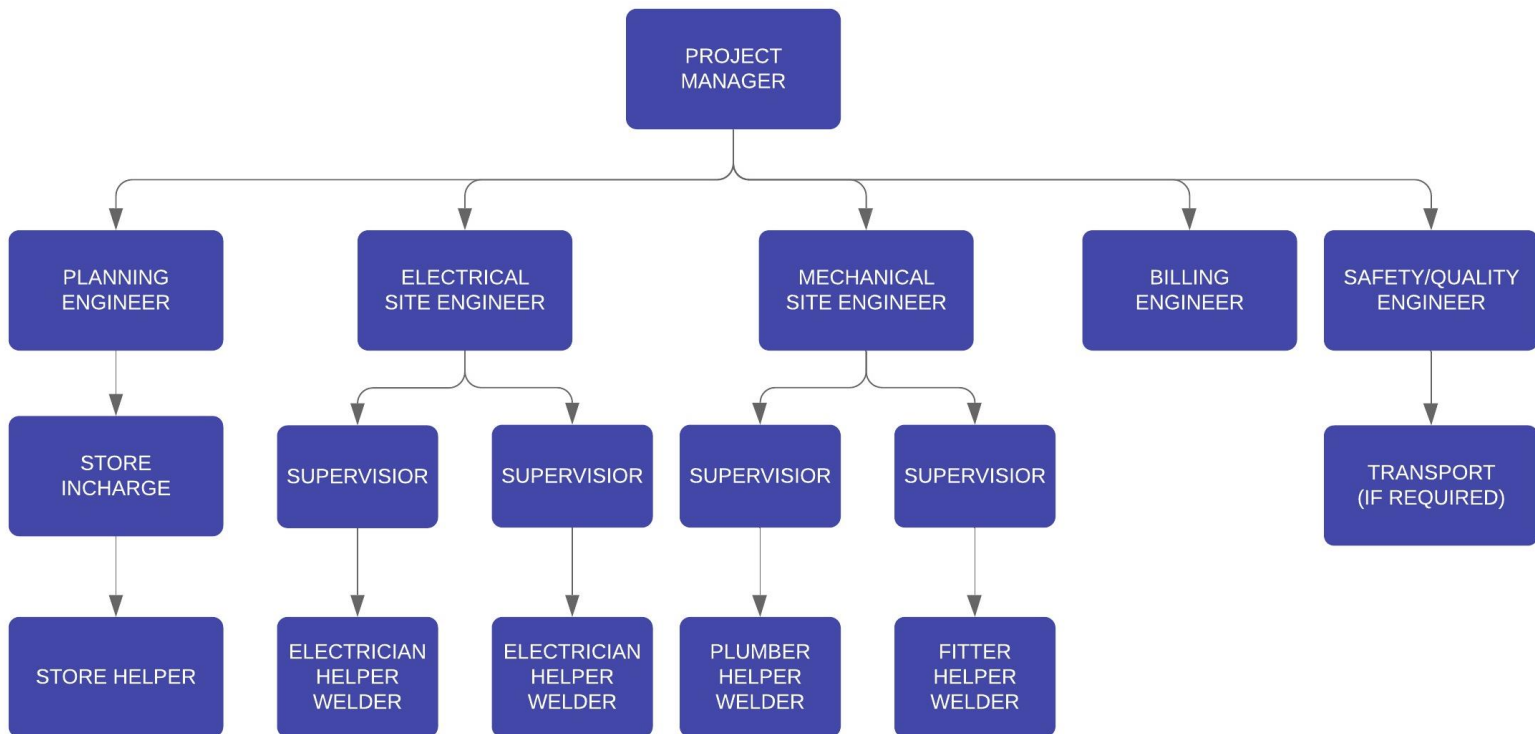 PROJECT
MANAGER
PLANNING
ENGINEER
ELECTRICAL
SITE ENGINEER
MECHANICAL
SITE ENGINEER
BILLING
ENGINEER
SAFETY/QUALITY
ENGINEER
STORE
INCHARGE
SUPERVISIOR
SUPERVISIOR
SUPERVISIOR
SUPERVISIOR
TRANSPORT
(IF REQUIRED)
STORE HELPER
ELECTRICIAN
HELPER
WELDER
ELECTRICIAN
HELPER
WELDER
PLUMBER
HELPER
WELDER
FITTER
HELPER
WELDER